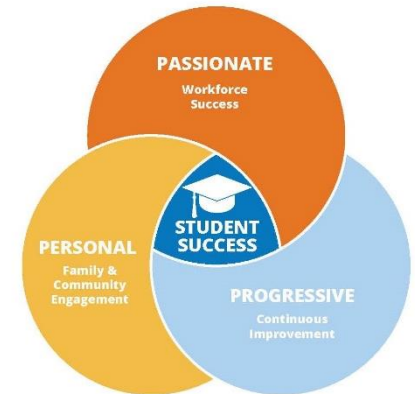 PASSIONATE
Workforce
Success
STUDENT
SUCCESS
PERSONAL
Family &
Community
Engagement
PROGRESSIVE
Continuous
Improvement